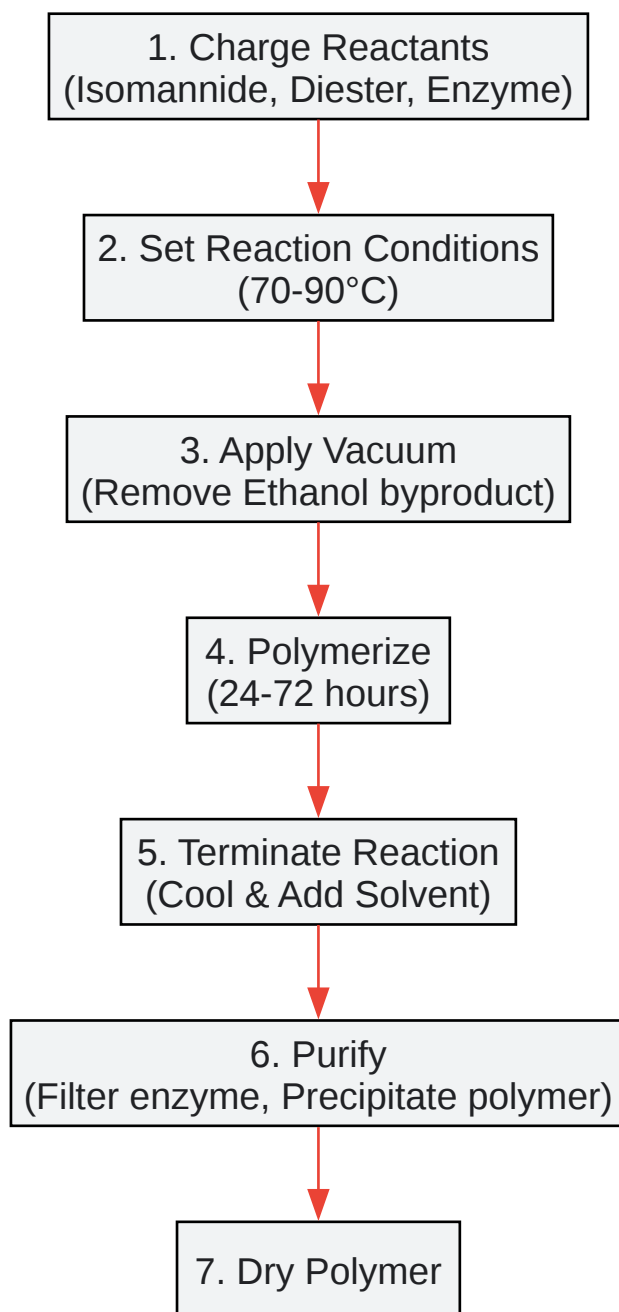 1. Charge Reactants
(Isomannide, Diester, Enzyme)
2. Set Reaction Conditions
(70-90°C)
3. Apply Vacuum
(Remove Ethanol byproduct)
4. Polymerize
(24-72 hours)
5. Terminate Reaction
(Cool & Add Solvent)
6. Purify
(Filter enzyme, Precipitate polymer)
7. Dry Polymer